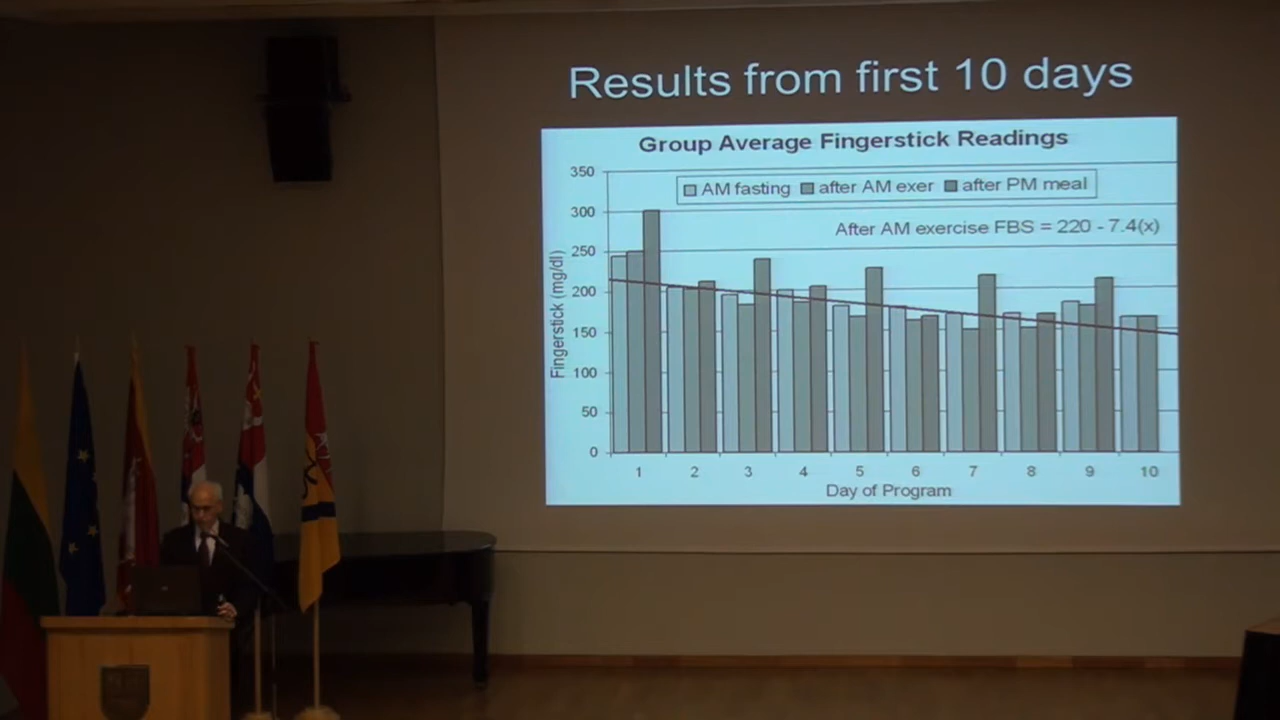 Results from first 10 days
Group Average Fingerstick Readings
AM fasting after AM exer after PM meal
After AM exercise FBS = 220 - 7.4(x)
Fingerstick (mg/dl)
350
300
250
200
150
100
50
0
1 2 3 4 5 6 7 8 9 10
Day of Program